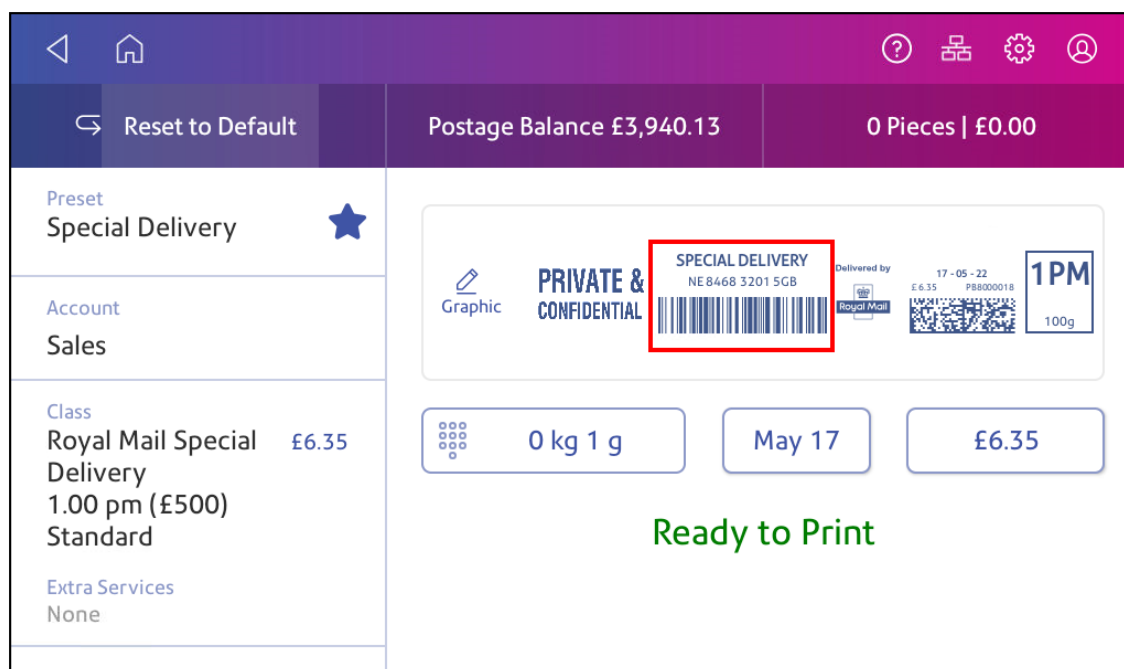 Reset to Default
Postage Balance £3,940.13
0 Pieces | £0.00
Preset
Special Delivery
Account
Sales
Class
Royal Mail Special £6.35
Delivery
1.00 pm (£500)
Standard
Extra Services
None
Graphic
PRIVATE &
CONFIDENTIAL
SPECIAL DELIVERY
NE 8468 3201 5GB
Delivered by
Royal Mail
17 - 05 - 22
£6.35 PB8000018
1PM
100g
0 kg 1 g
May 17
£6.35
Ready to Print